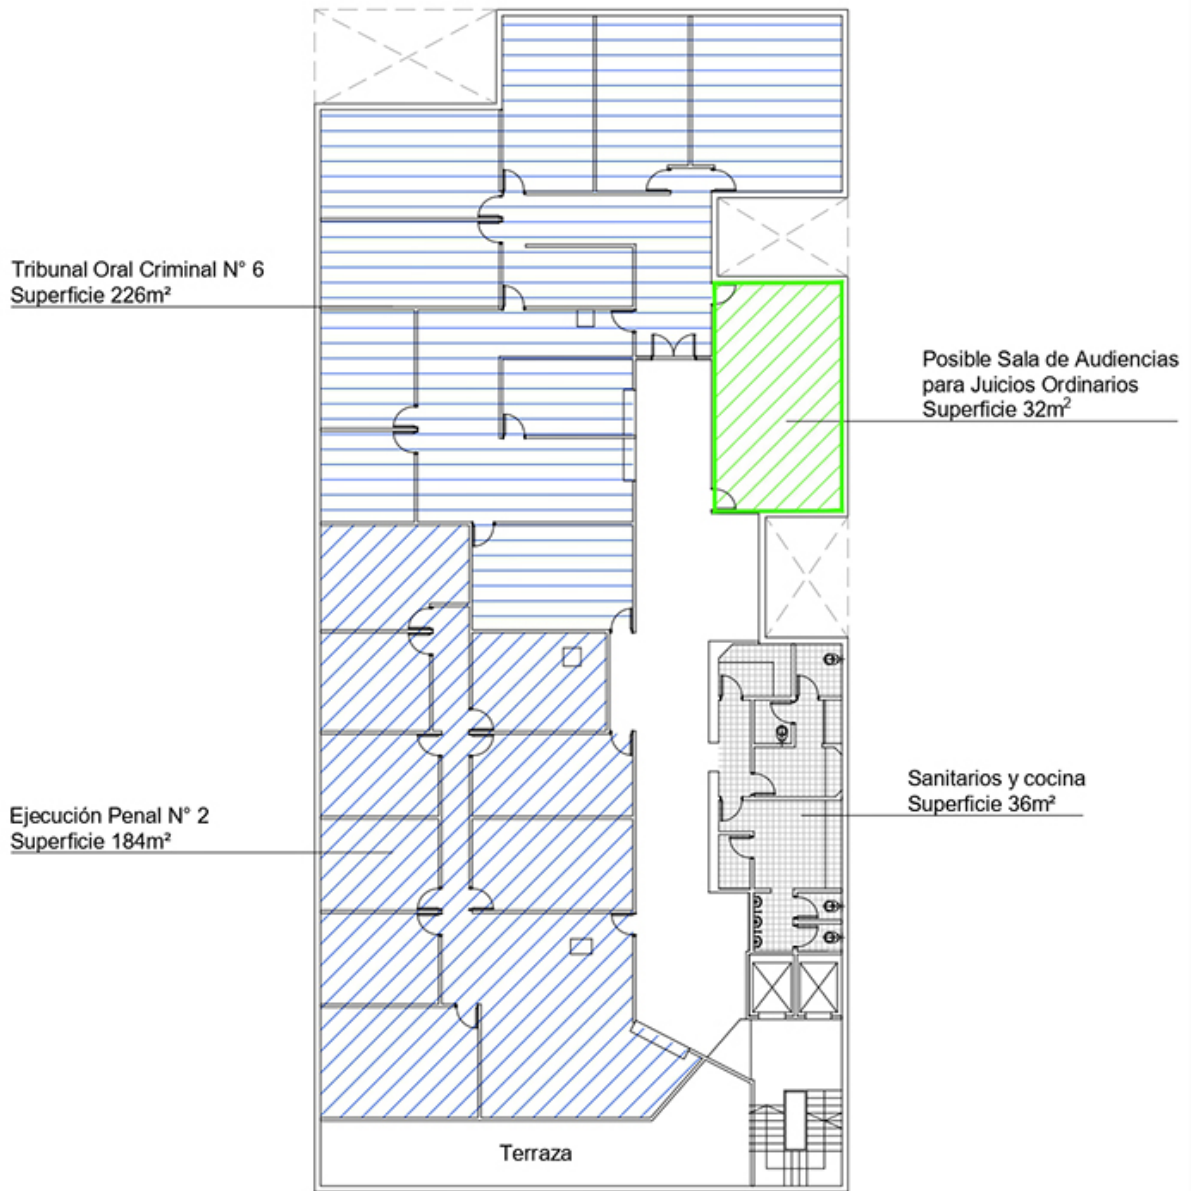 Tribunal Oral Criminal N° 6
Superficie 226m²
Posible Sala de Audiencias
para Juicios Ordinarios
Superficie 32m²
Sanitarios y cocina
Superficie 36m²
Ejecución Penal N° 2
Superficie 184m²
Terraza